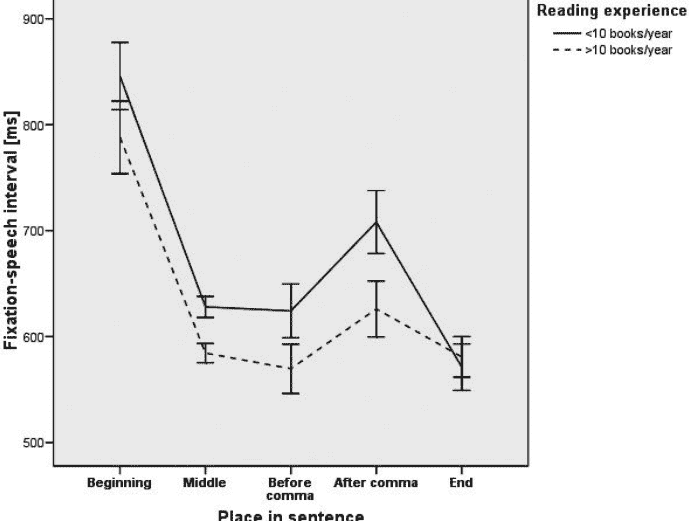 Reading experience
<10 books/year
>10 books/year
Fixation-speech interval [ms]
900
800
700
600
500
Beginning
Middle
Before
comma
After comma
End
Place in sentence